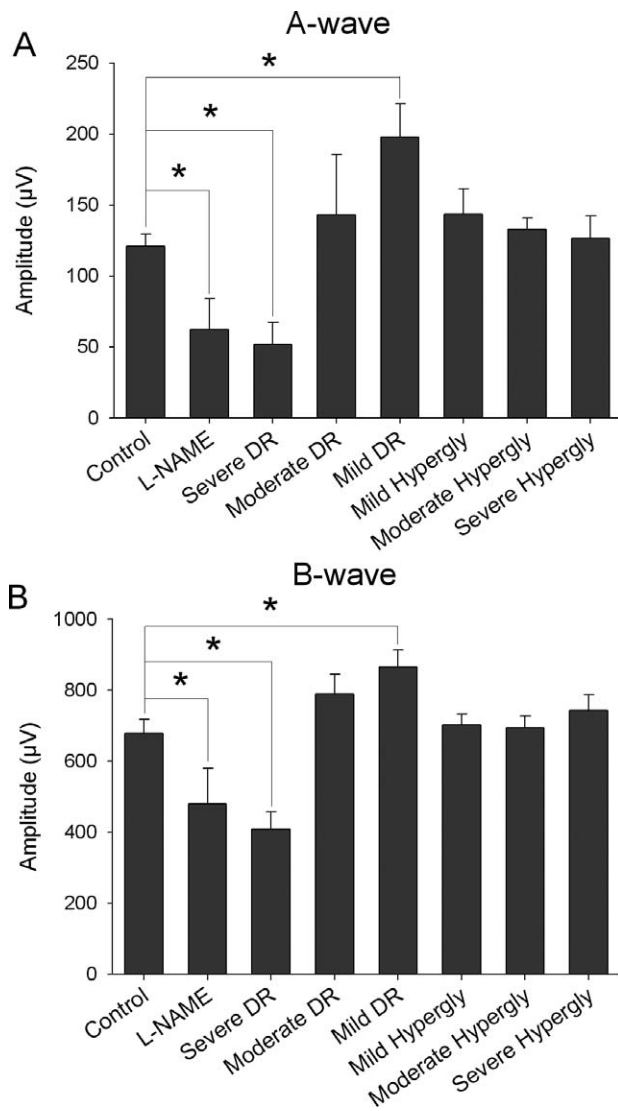 A
A-wave
250
200
150
100
50
0
Amplitude (µV)
*
*
*
Control
L-NAME
Severe DR
Moderate DR
Mild DR
Mild Hypergly
Moderate Hypergly
Severe Hypergly
B
B-wave
1000
800
600
400
200
0
Amplitude (µV)
*
*
*
Control
L-NAME
Severe DR
Moderate DR
Mild DR
Mild Hypergly
Moderate Hypergly
Severe Hypergly